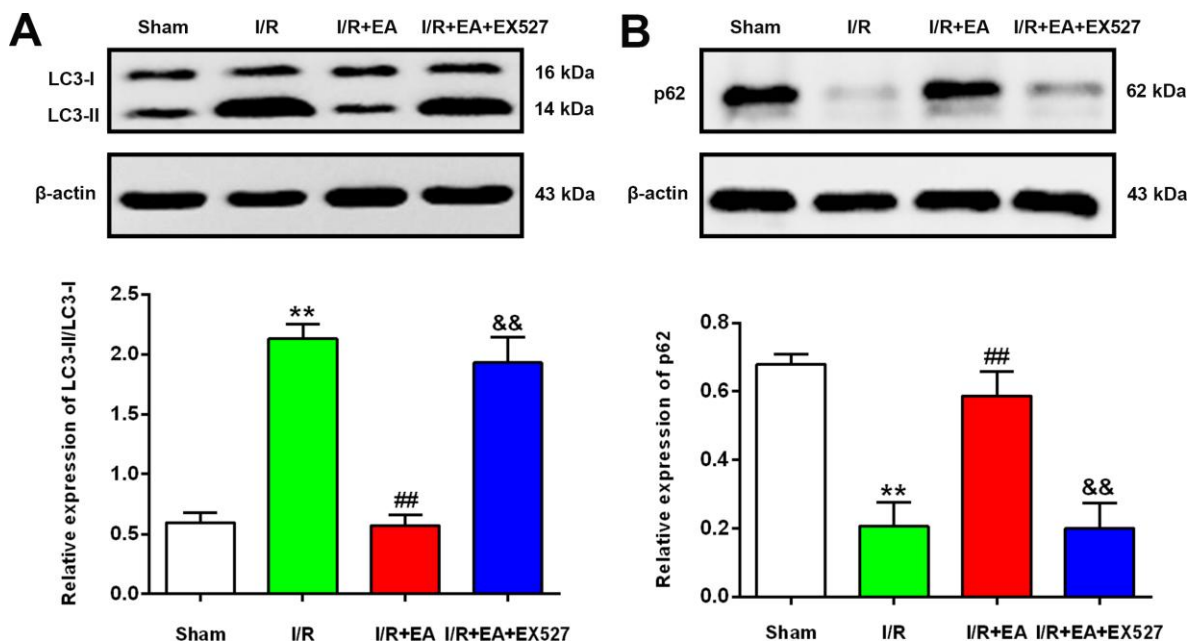 A
Sham I/R I/R+EA I/R+EA+EX527
LC3-I 16 kDa
LC3-II 14 kDa
β-actin 43 kDa
Relative expression of LC3-II/LC3-I
2.5
2.0
1.5
1.0
0.5
0.0
**
##
&&
Sham I/R I/R+EA I/R+EA+EX527
B
Sham I/R I/R+EA I/R+EA+EX527
p62 62 kDa
β-actin 43 kDa
Relative expression of p62
0.8
0.6
0.4
0.2
0.0
**
##
&&
Sham I/R I/R+EA I/R+EA+EX527